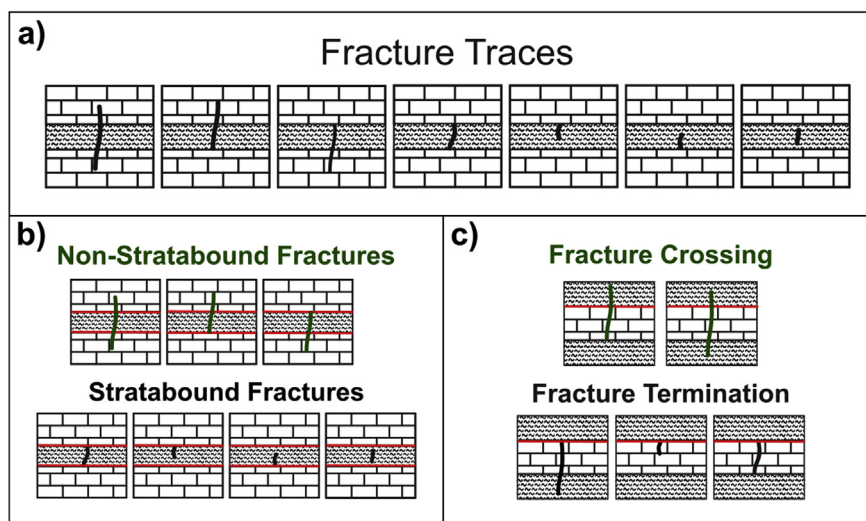 a)
Fracture Traces
b)
Non-Stratabound Fractures
Stratabound Fractures
c)
Fracture Crossing
Fracture Termination